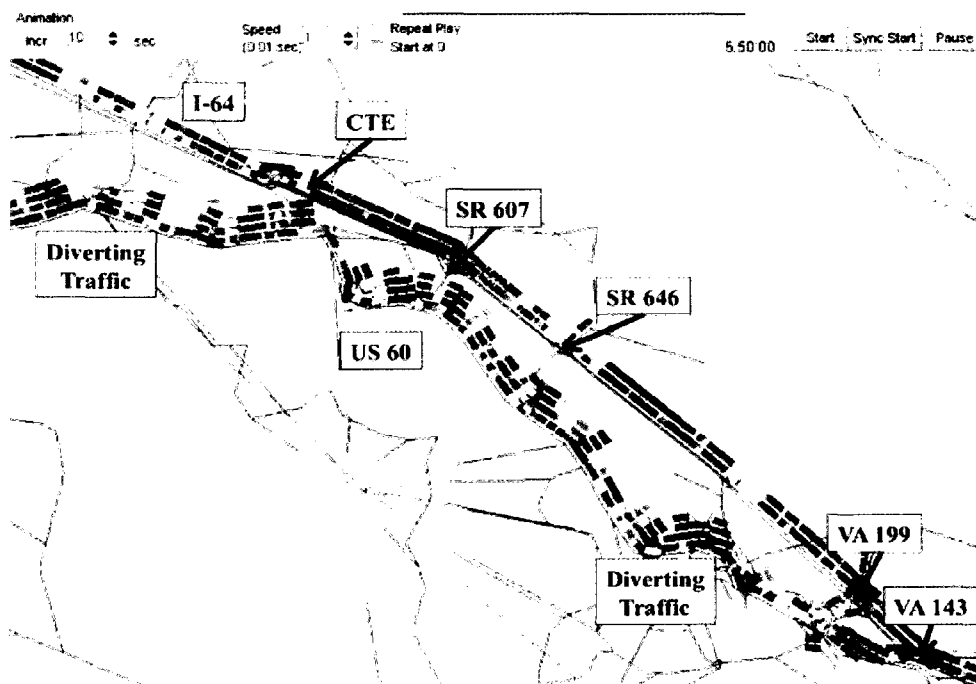 Animation
incr 10 sec
Speed
(0.01 sec) 1
Repeat Play
Start at 0
5.50:00
Start
Sync Start
Pause
I-64
CTE
SR 607
Diverting
Traffic
SR 646
US 60
VA 199
Diverting
Traffic
VA 143